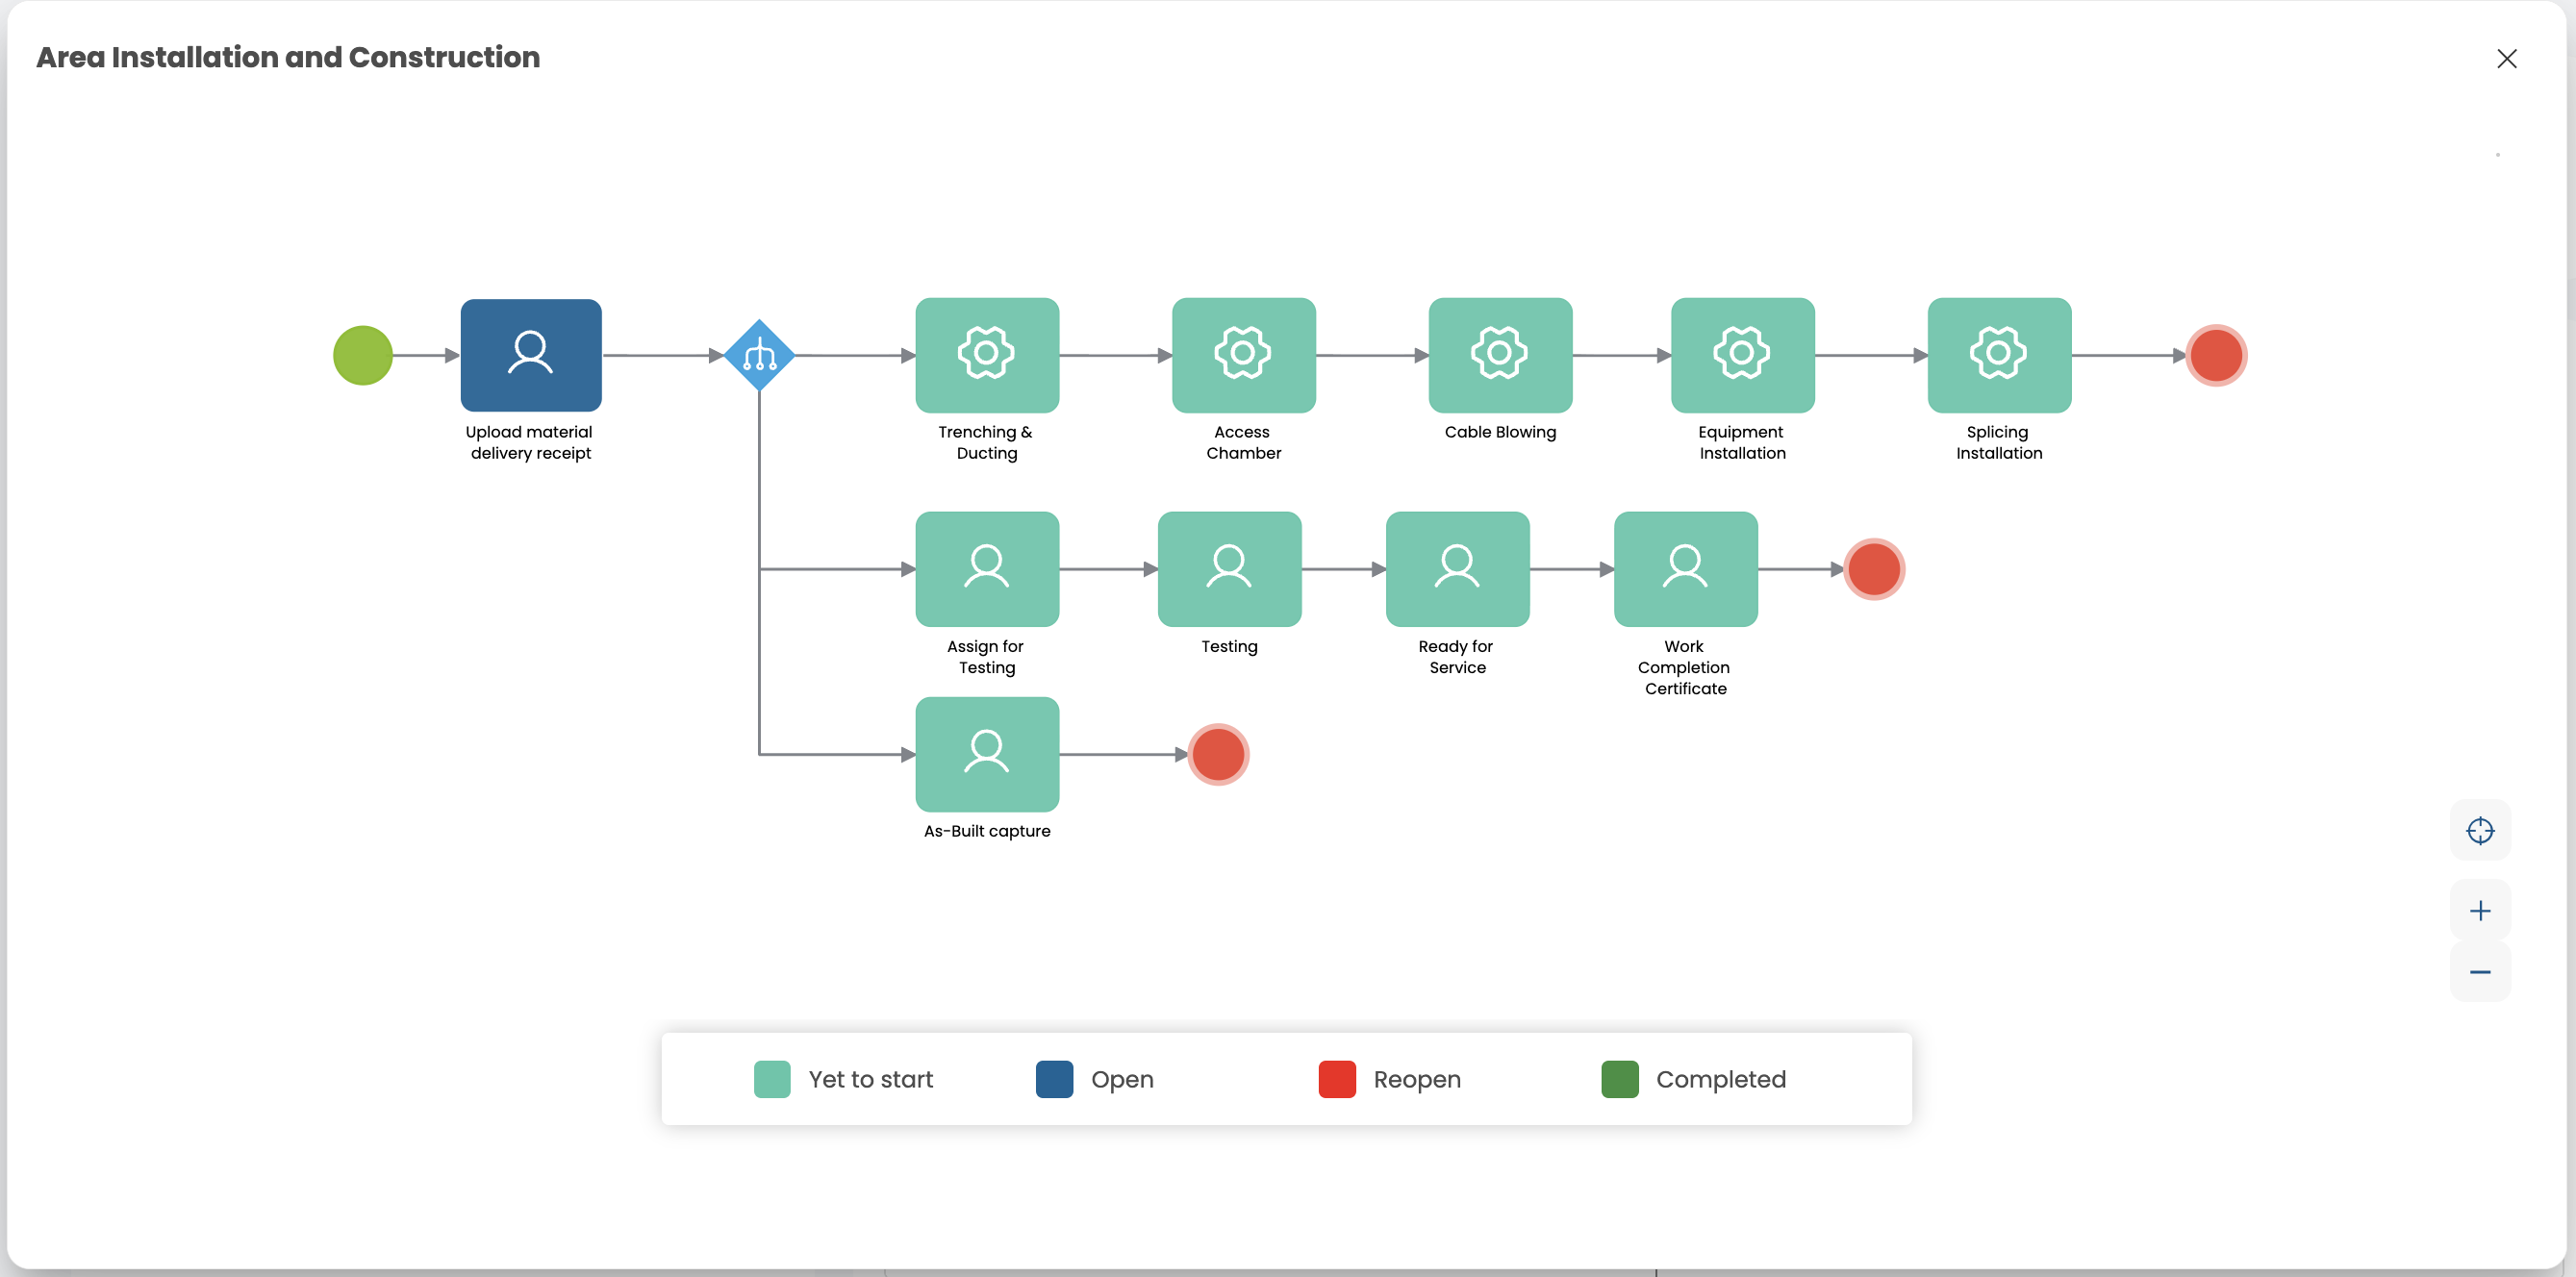 Area Installation and Construction
Upload material
delivery receipt
Trenching &
Ducting
Access
Chamber
Cable Blowing
Equipment
Installation
Splicing
Installation
Assign for
Testing
Testing
Ready for
Service
Work
Completion
Certificate
As-Built capture
Yet to start
Open
Reopen
Completed